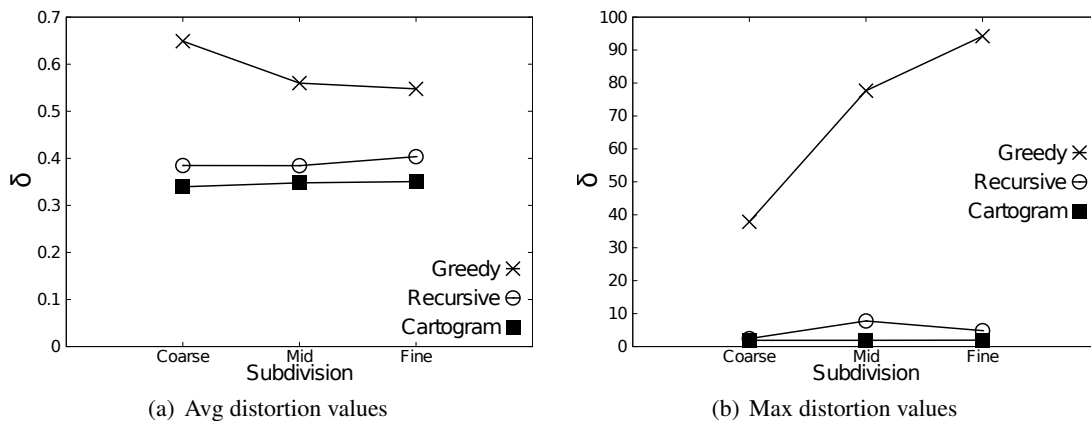 0.7
0.6
0.5
0.4
0.3
0.2
0.1
0
δ
Greedy
Recursive
Cartogram
Coarse Mid Fine
Subdivision
(a) Avg distortion values
100
90
80
70
60
50
40
30
20
10
0
δ
Greedy
Recursive
Cartogram
Coarse Mid Fine
Subdivision
(b) Max distortion values